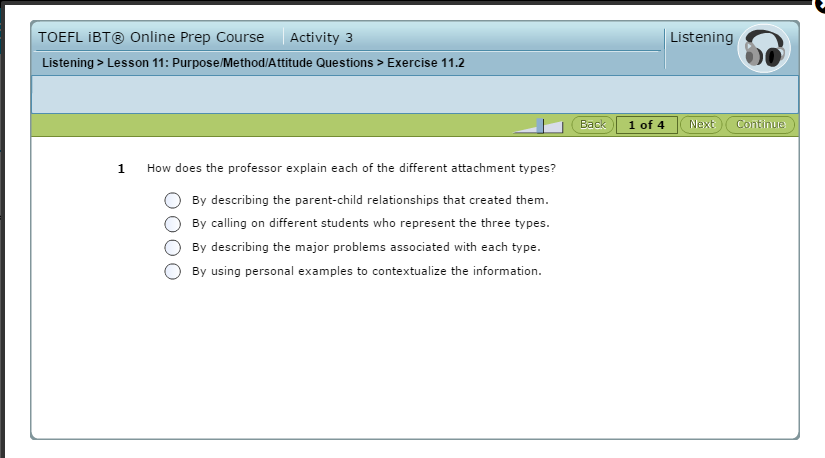 TOEFL iBT® Online Prep Course Activity 3 Listening
Listening > Lesson 11: Purpose/Method/Attitude Questions > Exercise 11.2
Back 1 of 4 Next Continue
1 How does the professor explain each of the different attachment types?
By describing the parent-child relationships that created them.
By calling on different students who represent the three types.
By describing the major problems associated with each type.
By using personal examples to contextualize the information.